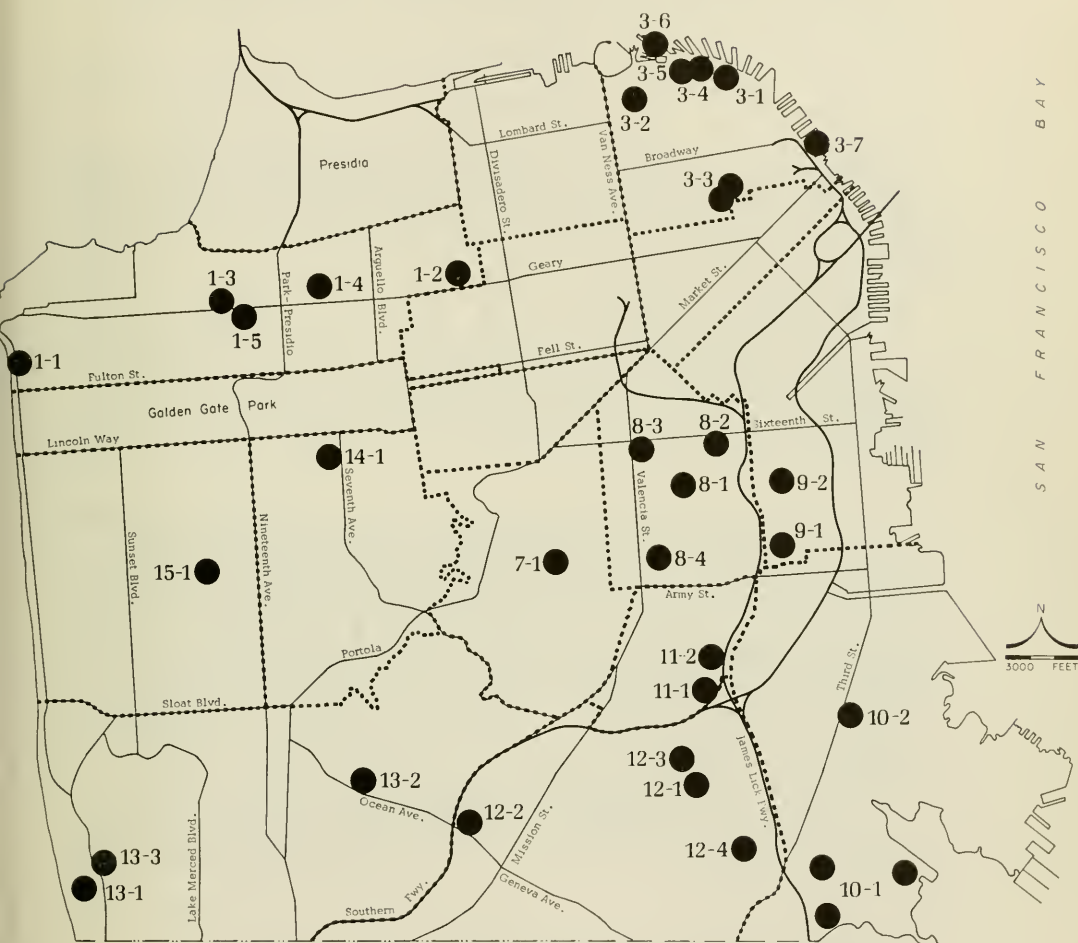 3-6
3-5
3-4
3-1
3-2
3-7
Lombard St.
Van Ness Ave.
Broadway
Divisadero St.
Presidio
3-3
SAN FRANCISCO BAY
1-3
1-4
1-2
Arguello Blvd.
Geary
Park-Presidio
Market St.
1-5
1-1
Fell St.
Fulton St.
Golden Gate Park
Lincoln Way
8-3
8-2
Sixteenth St.
14-1
Seventh Ave.
Valencia St.
8-1
9-2
Sunset Blvd.
Nineteenth Ave.
9-1
15-1
7-1
8-4
Army St.
N
3000 FEET
Portola
11-2
11-1
Third St.
Sloat Blvd.
10-2
James Lick Fwy.
12-3
12-1
13-2
Ocean Ave.
12-2
Mission St.
12-4
Lake Merced Blvd.
13-3
13-1
10-1
Geneva Ave.
Southern Fwy.